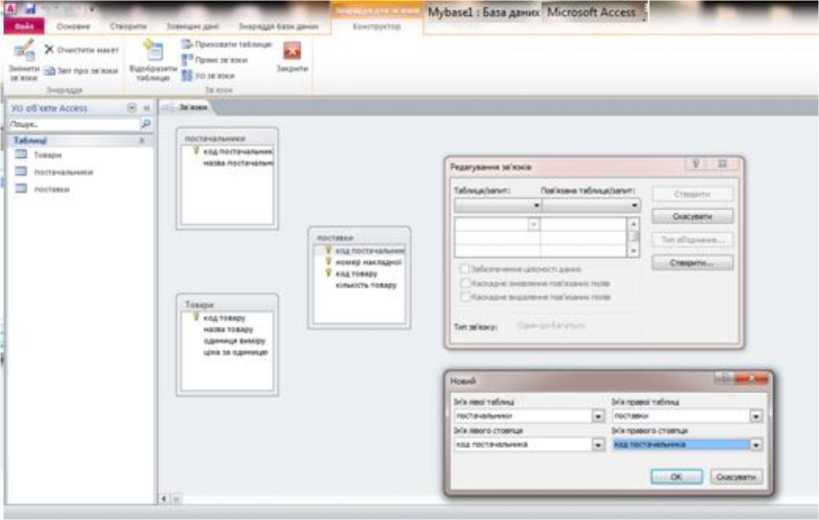 Знаряддя для зв'язків
Mybase1 : База даних Microsoft Access
Файл Основне Створити Зовнішні дані Знаряддя бази даних Конструктор
Змінити зв'язки
Очистити макет
Звіт про зв'язки
Знаряддя
Відобразити таблицю
Приховати таблицю
Прямі зв'язки
Усі зв'язки
Закрити
Зв'язки
Усі об'єкти Access
Пошук..
Таблиці
Товари
постачальники
поставки
Зв'язки
постачальники
код постачальник
назва постачальн
поставки
код постачальник
номер накладної
код товару
кількість товару
Товари
код товару
назва товару
одиниця виміру
ціна за одиницю
Редагування зв'язків
Таблиця/запит: Пов'язана таблиця/запит:
Створити
Скасувати
Тип об'єднання...
Створити...
Забезпечення цілісності даних
Каскадне оновлення пов'язаних полів
Каскадне видалення пов'язаних полів
Тип зв'язку: Один-до-багатьох
Новий
Ім'я лівої таблиці Ім'я правої таблиці
постачальники поставки
Ім'я лівого стовпця Ім'я правого стовпця
код постачальника код постачальника
OK Скасувати